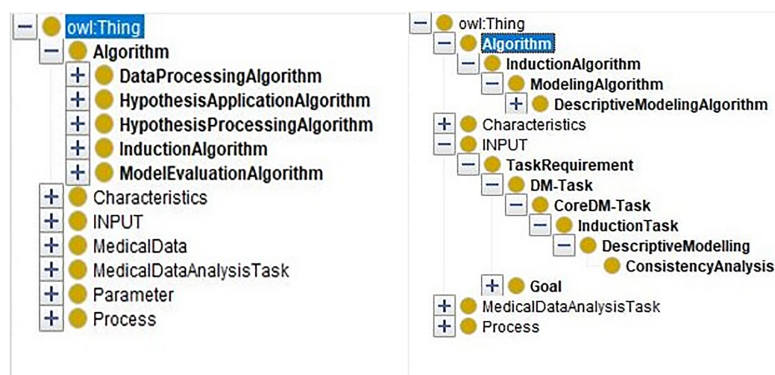 owl:Thing
Algorithm
DataProcessingAlgorithm
HypothesisApplicationAlgorithm
HypothesisProcessingAlgorithm
InductionAlgorithm
ModelEvaluationAlgorithm
Characteristics
INPUT
MedicalData
MedicalDataAnalysisTask
Parameter
Process
owl:Thing
Algorithm
InductionAlgorithm
ModelingAlgorithm
DescriptiveModelingAlgorithm
Characteristics
INPUT
TaskRequirement
DM-Task
CoreDM-Task
InductionTask
DescriptiveModelling
ConsistencyAnalysis
Goal
MedicalDataAnalysisTask
Process